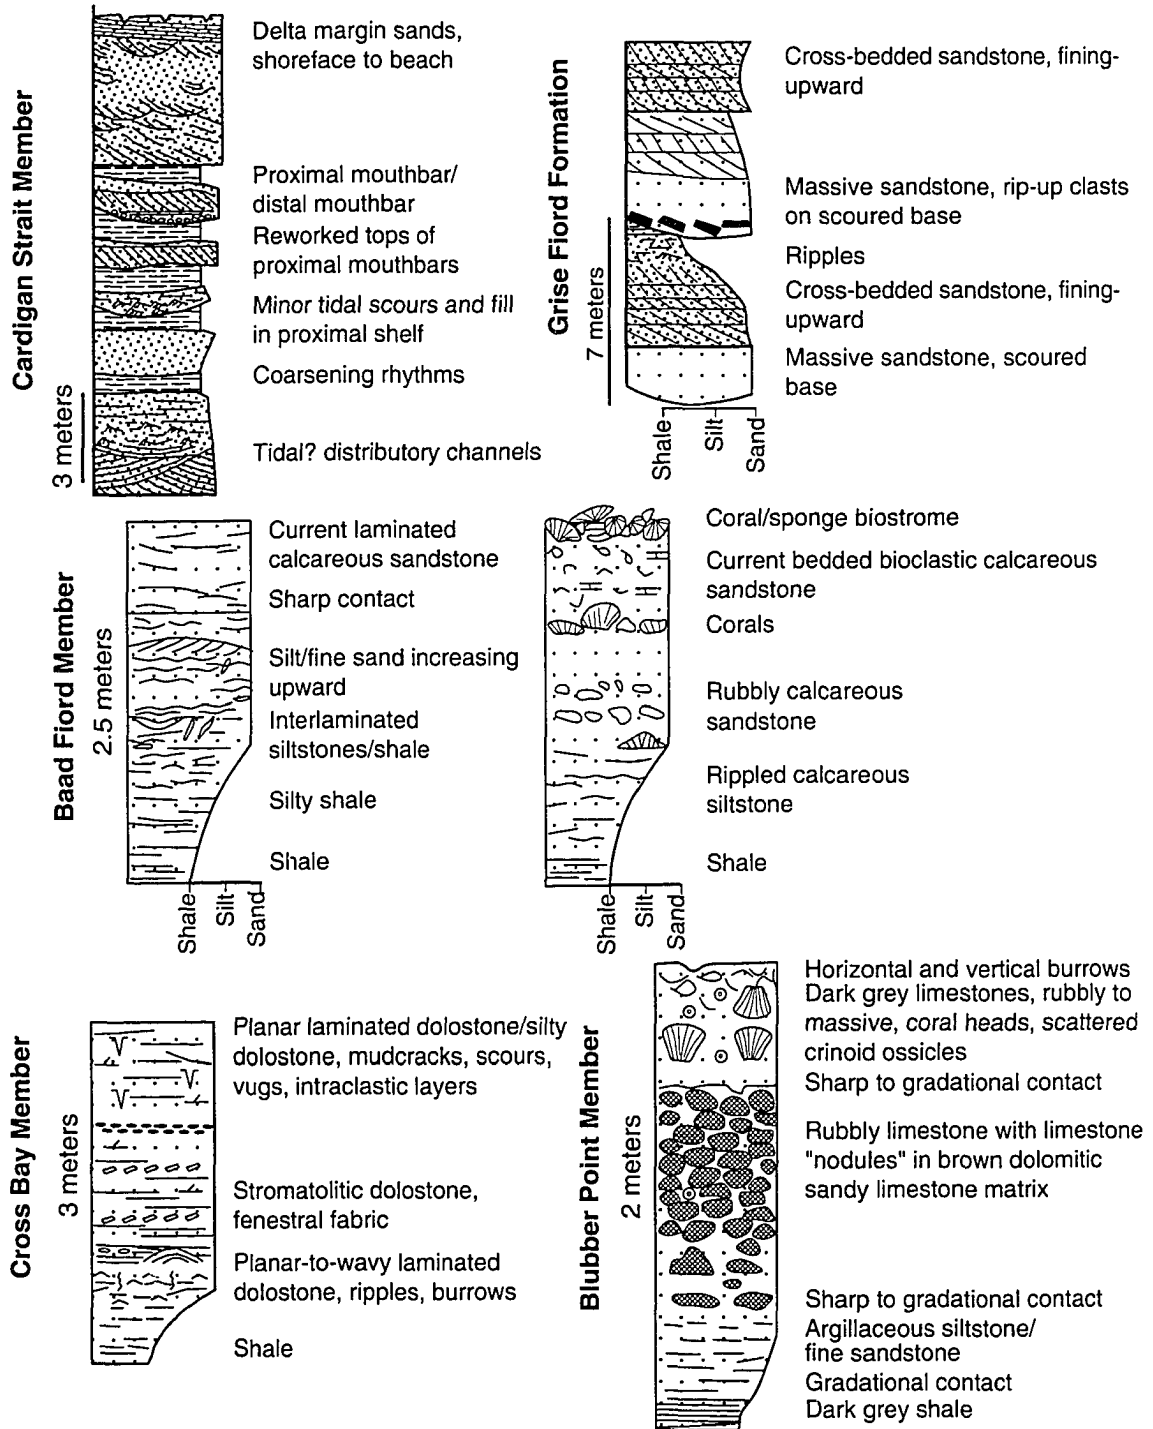 Cardigan Strait Member
3 meters
Delta margin sands,
shoreface to beach
Proximal mouthbar/
distal mouthbar
Reworked tops of
proximal mouthbars
Minor tidal scours and fill
in proximal shelf
Coarsening rhythms
Tidal? distributory channels
Grise Fiord Formation
7 meters
Cross-bedded sandstone, fining-
upward
Massive sandstone, rip-up clasts
on scoured base
Ripples
Cross-bedded sandstone, fining-
upward
Massive sandstone, scoured
base
Shale
Silt
Sand
Baad Fiord Member
2.5 meters
Current laminated
calcareous sandstone
Sharp contact
Silt/fine sand increasing
upward
Interlaminated
siltstones/shale
Silty shale
Shale
Shale
Silt
Sand
Coral/sponge biostrome
Current bedded bioclastic calcareous
sandstone
Corals
Rubbly calcareous
sandstone
Rippled calcareous
siltstone
Shale
Shale
Silt
Sand
Cross Bay Member
3 meters
Planar laminated dolostone/silty
dolostone, mudcracks, scours,
vugs, intraclastic layers
Stromatolitic dolostone,
fenestral fabric
Planar-to-wavy laminated
dolostone, ripples, burrows
Shale
Blubber Point Member
2 meters
Horizontal and vertical burrows
Dark grey limestones, rubbly to
massive, coral heads, scattered
crinoid ossicles
Sharp to gradational contact
Rubbly limestone with limestone
"nodules" in brown dolomitic
sandy limestone matrix
Sharp to gradational contact
Argillaceous siltstone/
fine sandstone
Gradational contact
Dark grey shale